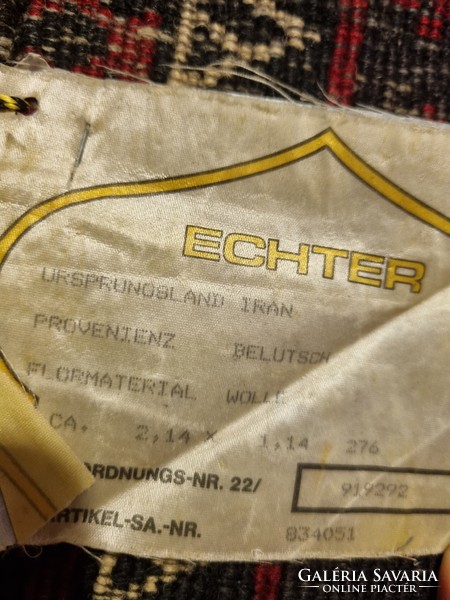 ECHTER
URSPRUNGSLAND IRAN
PROVENIENZ BELUTSCH
FLORMATERIAL WOLLE
CA. 2,14 X 1,14 276
ORDNUNGS-NR. 22/ 919292
ARTIKEL-SA.-NR. 834051
GALÉRIA SAVARIA
ONLINE PIACTÉR